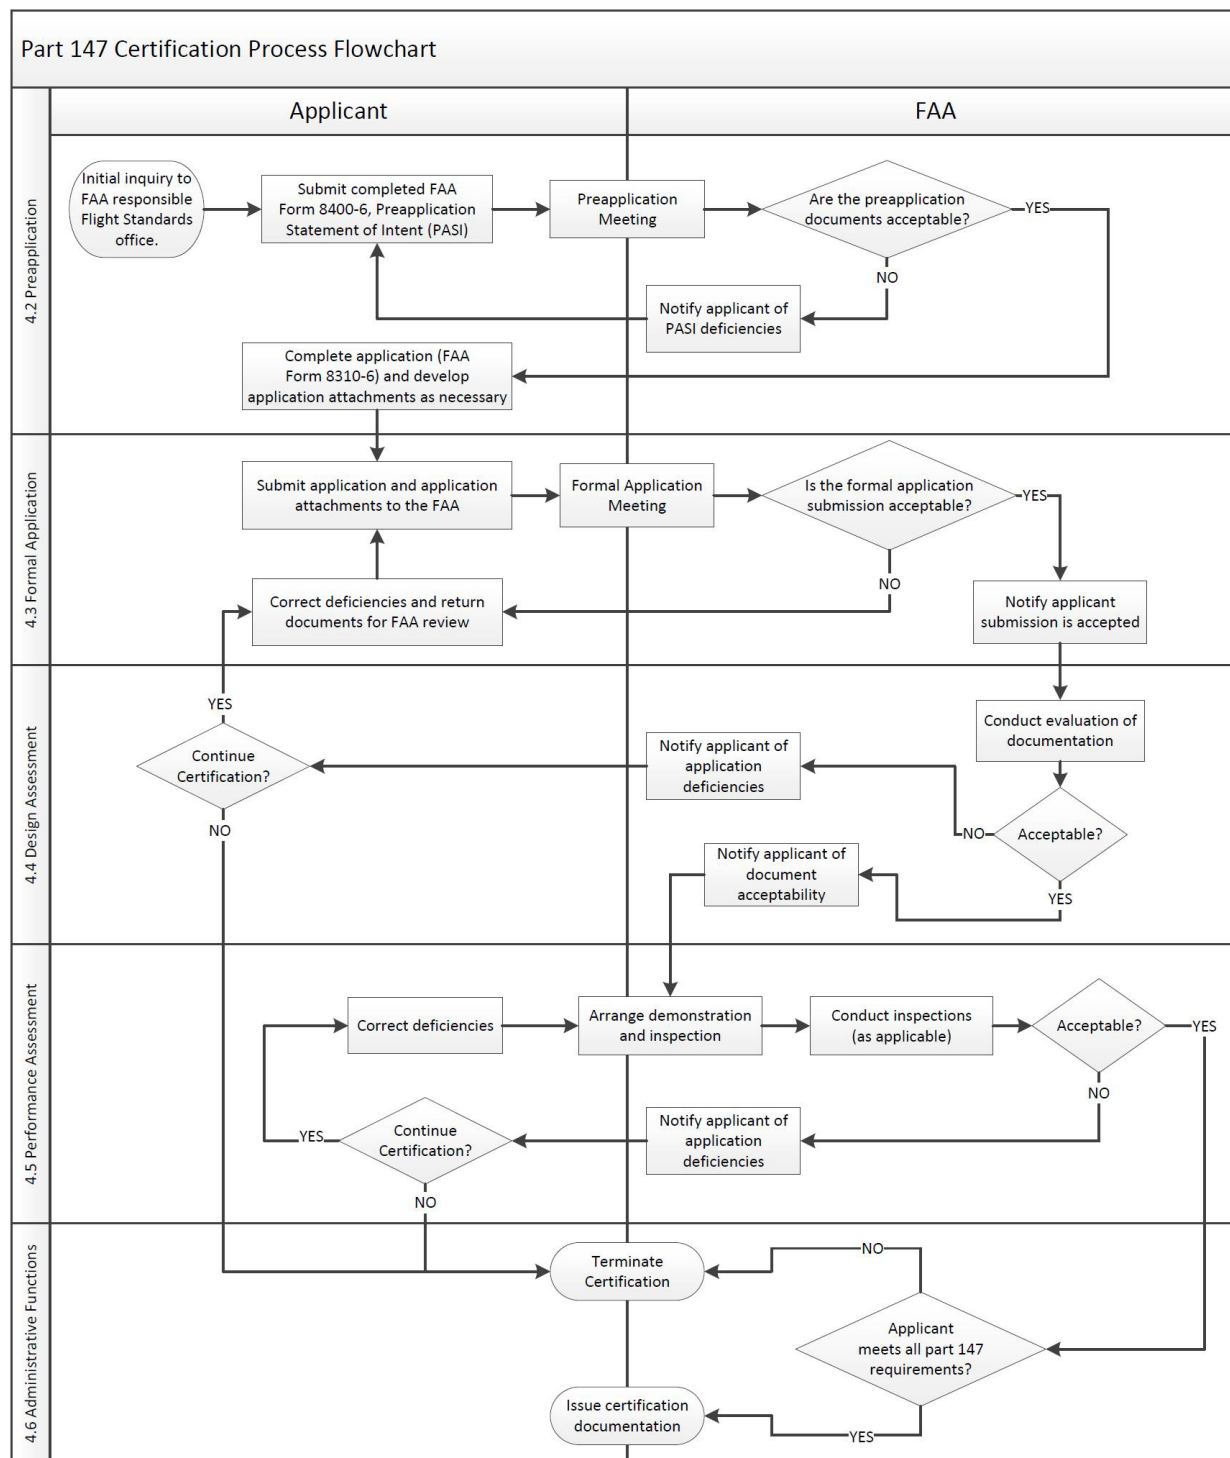 Part 147 Certification Process Flowchart
Applicant
FAA
4.2 Preapplication
Initial inquiry to
FAA responsible
Flight Standards
office.
Submit completed FAA
Form 8400-6, Preapplication
Statement of Intent (PASI)
Preapplication
Meeting
Are the preapplication
documents acceptable?
YES
NO
Notify applicant of
PASI deficiencies
Complete application (FAA
Form 8310-6) and develop
application attachments as necessary
4.3 Formal Application
Submit application and application
attachments to the FAA
Formal Application
Meeting
Is the formal application
submission acceptable?
YES
NO
Correct deficiencies and return
documents for FAA review
Notify applicant
submission is accepted
4.4 Design Assessment
YES
Continue
Certification?
NO
Notify applicant of
application
deficiencies
Conduct evaluation of
documentation
NO
Acceptable?
YES
Notify applicant of
document
acceptability
4.5 Performance Assessment
Correct deficiencies
Arrange demonstration
and inspection
Conduct inspections
(as applicable)
Acceptable?
YES
NO
YES
Continue
Certification?
NO
Notify applicant of
application
deficiencies
4.6 Administrative Functions
Terminate
Certification
NO
Applicant
meets all part 147
requirements?
YES
Issue certification
documentation